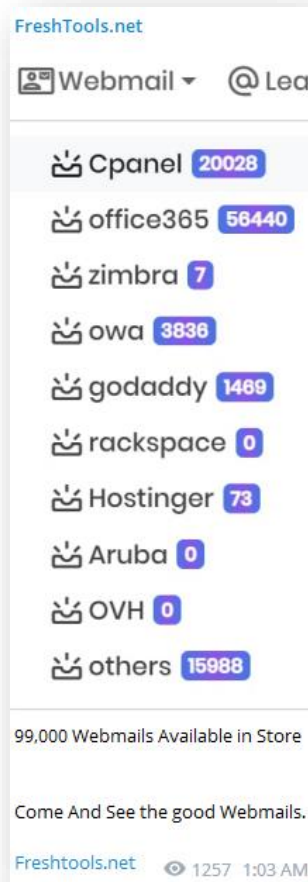 FreshTools.net
Webmail
Cpanel 20028
office365 56440
zimbra 7
owa 3836
godaddy 1469
rackspace 0
Hostinger 73
Aruba 0
OVH 0
others 15988
99,000 Webmails Available in Store
Come And See the good Webmails.
Freshtools.net 1257 1:03 AM